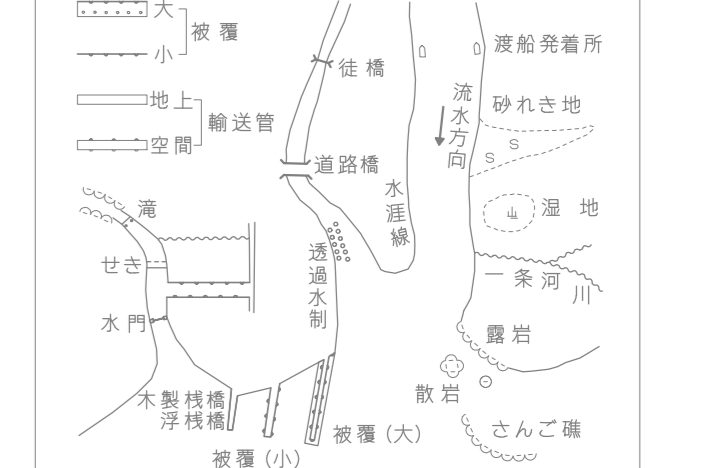 大
被覆
小
地上
輸送管
空間
徒橋
道路橋
渡船発着所
流水方向
砂れき地
S
S
水涯線
湿地
滝
せき
水門
透過水制
一条河川
露岩
散岩
さんご礁
木製桟橋
浮桟橋
被覆(小)
被覆(大)